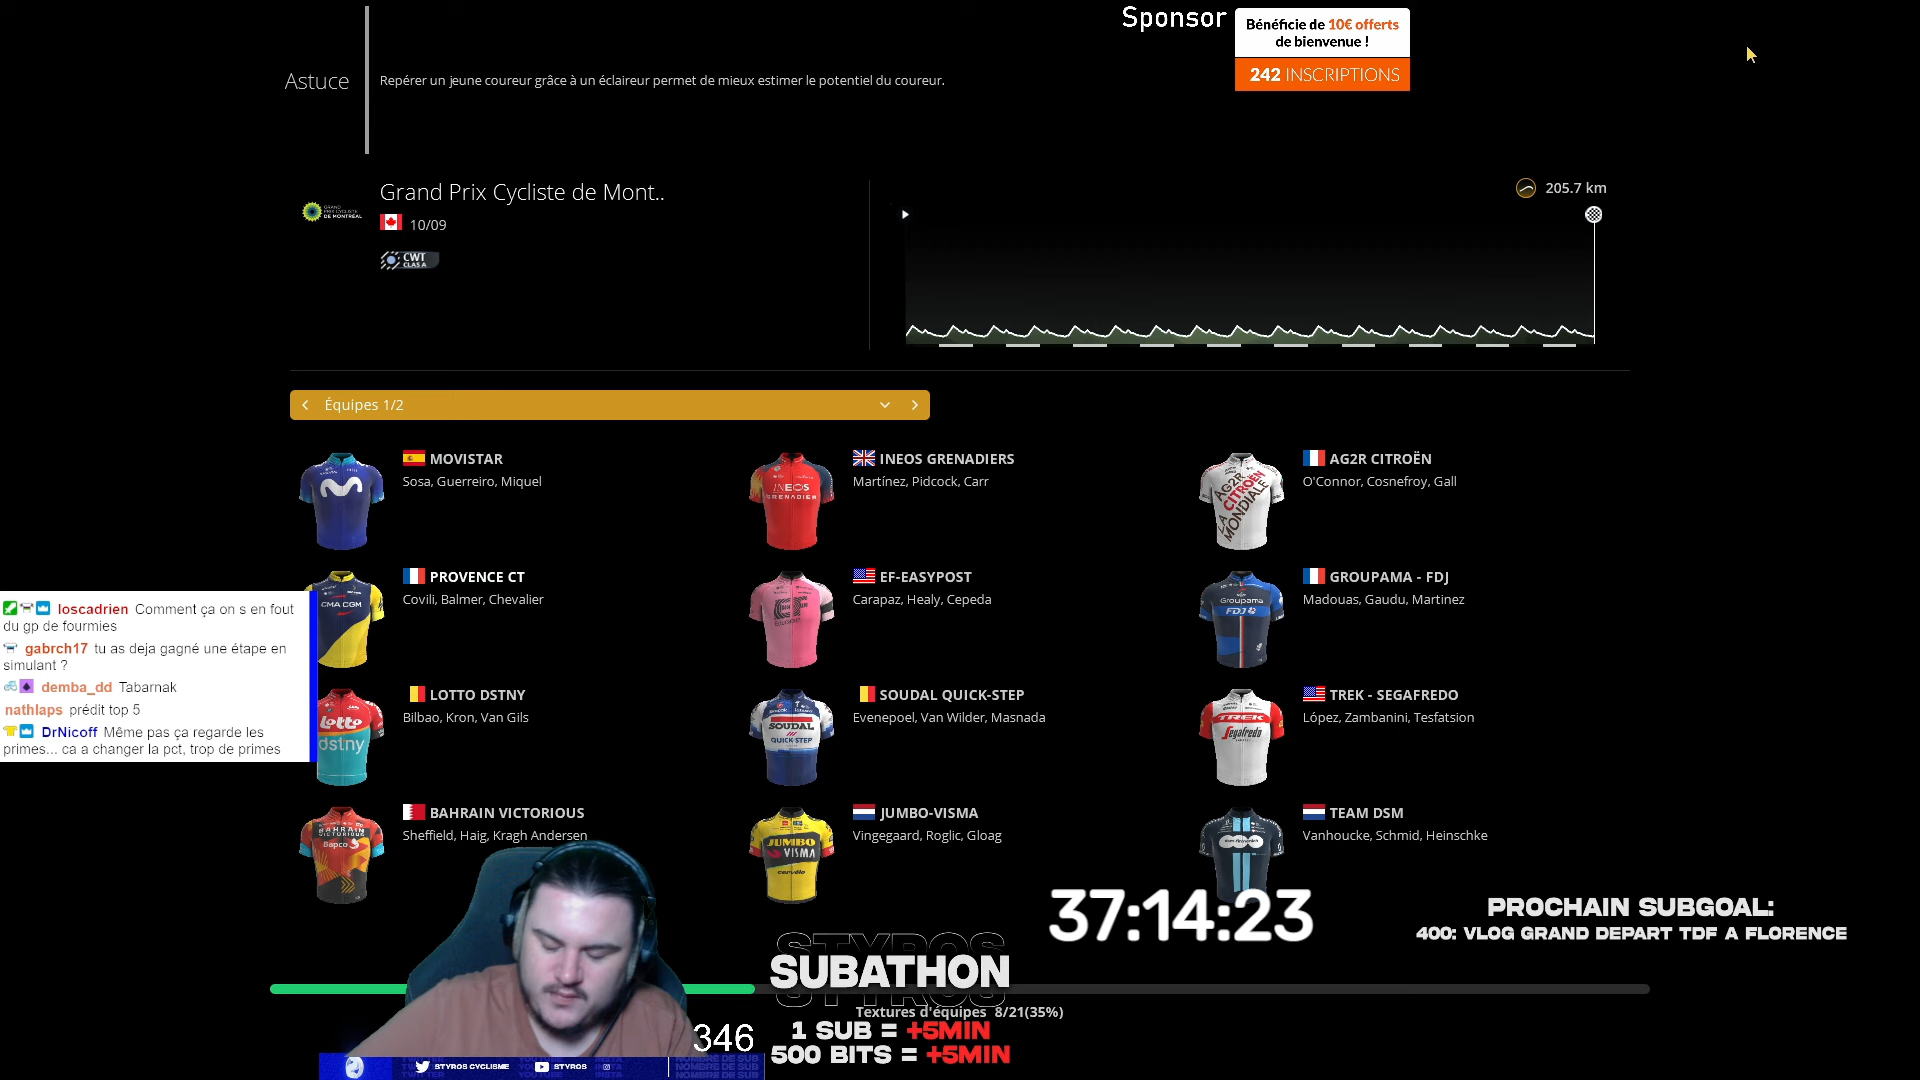 Sponsor
Bénéficie de 10€ offerts
de bienvenue !
242 INSCRIPTIONS
Astuce
Repérer un jeune coureur grâce à un éclaireur permet de mieux estimer le potentiel du coureur.
Grand Prix Cycliste de Mont..
10/09
CWT
CLAS A
205.7 km
Équipes 1/2
MOVISTAR
Sosa, Guerreiro, Miquel
INEOS GRENADIERS
Martínez, Pidcock, Carr
AG2R CITROËN
O'Connor, Cosnefroy, Gall
PROVENCE CT
Covili, Balmer, Chevalier
EF-EASYPOST
Carapaz, Healy, Cepeda
GROUPAMA - FDJ
Madouas, Gaudu, Martinez
LOTTO DSTNY
Bilbao, Kron, Van Gils
SOUDAL QUICK-STEP
Evenepoel, Van Wilder, Masnada
TREK - SEGAFREDO
López, Zambanini, Tesfatsion
BAHRAIN VICTORIOUS
Sheffield, Haig, Kragh Andersen
JUMBO-VISMA
Vingegaard, Roglic, Gloag
TEAM DSM
Vanhoucke, Schmid, Heinschke
loscadrien Comment ça on s en fout
du gp de fourmies
gabrch17 tu as deja gagné une étape en
simulant ?
demba_dd Tabarnak
nathlaps prédit top 5
DrNicoff Même pas ça regarde les
primes... ca a changer la pct, trop de primes
37:14:23
PROCHAIN SUBGOAL:
400: VLOG GRAND DEPART TDF A FLORENCE
STYROS
SUBATHON
STYROS
Textures d'équipes 8/21(35%)
1 SUB = +5MIN
500 BITS = +5MIN
346
STYROS CYCLISME
STYROS